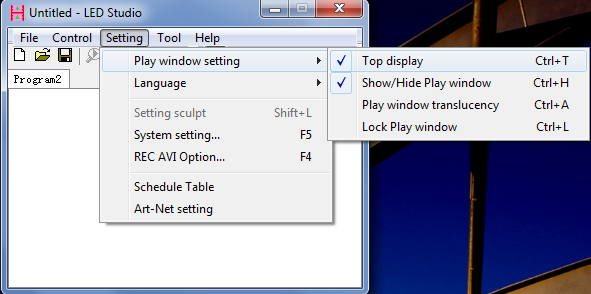 Untitled - LED Studio
File Control Setting Tool Help
Program2
Play window setting
Language
Setting sculpt Shift+L
System setting... F5
REC AVI Option... F4
Schedule Table
Art-Net setting
Top display Ctrl+T
Show/Hide Play window Ctrl+H
Play window translucency Ctrl+A
Lock Play window Ctrl+L